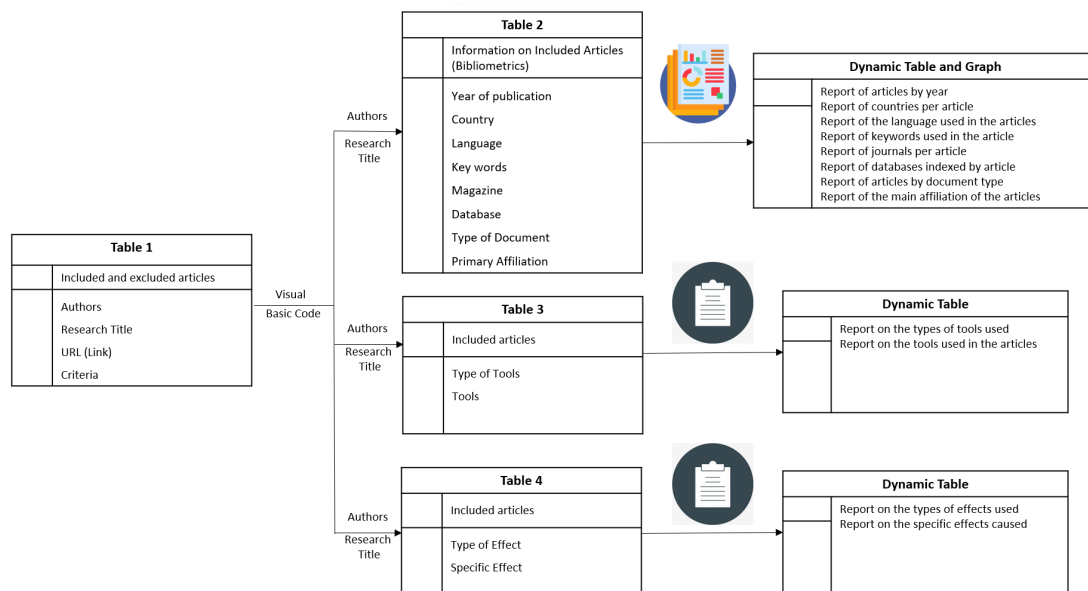 Table 1
Included and excluded articles
Authors
Research Title
URL (Link)
Criteria
Visual
Basic Code
Authors
Research
Title
Table 2
Information on Included Articles
(Bibliometrics)
Year of publication
Country
Language
Key words
Magazine
Database
Type of Document
Primary Affiliation
Dynamic Table and Graph
Report of articles by year
Report of countries per article
Report of the language used in the articles
Report of keywords used in the article
Report of journals per article
Report of databases indexed by article
Report of articles by document type
Report of the main affiliation of the articles
Authors
Research
Title
Table 3
Included articles
Type of Tools
Tools
Dynamic Table
Report on the types of tools used
Report on the tools used in the articles
Authors
Research
Title
Table 4
Included articles
Type of Effect
Specific Effect
Dynamic Table
Report on the types of effects used
Report on the specific effects caused